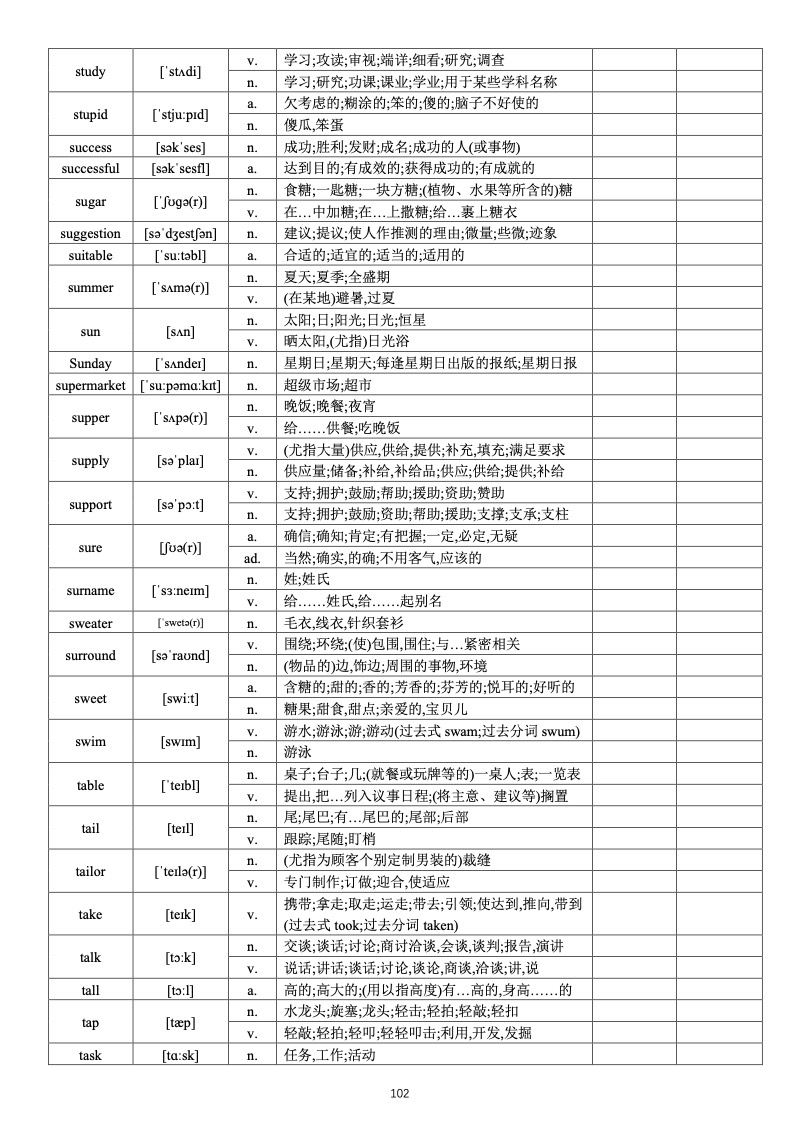 study [ˈstʌdi] v. 学习;攻读;审视;端详;细看;研究;调查
n. 学习;研究;功课;课业;学业;用于某些学科名称
stupid [ˈstju:pɪd] a. 欠考虑的;糊涂的;笨的;傻的;脑子不好使的
n. 傻瓜,笨蛋
success [səkˈses] n. 成功;胜利;发财;成名;成功的人(或事物)
successful [səkˈsesfl] a. 达到目的;有成效的;获得成功的;有成就的
sugar [ˈʃʊgə(r)] n. 食糖;一匙糖;一块方糖;(植物、水果等所含的)糖
v. 在…中加糖;在…上撒糖;给…裹上糖衣
suggestion [səˈdʒestʃən] n. 建议;提议;使人作推测的理由;微量;些微;迹象
suitable [ˈsu:təbl] a. 合适的;适宜的;适当的;适用的
summer [ˈsʌmə(r)] n. 夏天;夏季;全盛期
v. (在某地)避暑,过夏
sun [sʌn] n. 太阳;日;阳光;日光;恒星
v. 晒太阳,(尤指)日光浴
Sunday [ˈsʌndeɪ] n. 星期日;星期天;每逢星期日出版的报纸;星期日报
supermarket [ˈsu:pəmɑ:kɪt] n. 超级市场;超市
supper [ˈsʌpə(r)] n. 晚饭;晚餐;夜宵
v. 给……供餐;吃晚饭
supply [səˈplaɪ] v. (尤指大量)供应,供给,提供;补充,填充;满足要求
n. 供应量;储备;补给,补给品;供应;供给;提供;补给
support [səˈpɔ:t] v. 支持;拥护;鼓励;帮助;援助;资助;赞助
n. 支持;拥护;鼓励;资助;帮助;援助;支撑;支承;支柱
sure [ʃʊə(r)] a. 确信;确知;肯定;有把握;一定,必定,无疑
ad. 当然;确实,的确;不用客气,应该的
surname [ˈsɜ:neɪm] n. 姓;姓氏
v. 给……姓氏,给……起别名
sweater [ˈswetə(r)] n. 毛衣,线衣,针织套衫
surround [səˈraʊnd] v. 围绕;环绕;(使)包围,围住;与…紧密相关
n. (物品的)边,饰边;周围的事物,环境
sweet [swi:t] a. 含糖的;甜的;香的;芳香的;芬芳的;悦耳的;好听的
n. 糖果;甜食,甜点;亲爱的,宝贝儿
swim [swɪm] v. 游水;游泳;游;游动(过去式 swam;过去分词 swum)
n. 游泳
table [ˈteɪbl] n. 桌子;台子;几;(就餐或玩牌等的)一桌人;表;一览表
v. 提出,把…列入议事日程;(将主意、建议等)搁置
tail [teɪl] n. 尾;尾巴;有…尾巴的;尾部;后部
v. 跟踪;尾随;盯梢
tailor [ˈteɪlə(r)] n. (尤指为顾客个别定制男装的)裁缝
v. 专门制作;订做;迎合,使适应
take [teɪk] v. 携带;拿走;取走;运走;带去;引领;使达到,推向,带到
(过去式 took;过去分词 taken)
talk [tɔ:k] n. 交谈;谈话;讨论;商讨洽谈,会谈,谈判;报告,演讲
v. 说话;讲话;谈话;讨论,谈论,商谈,洽谈;讲,说
tall [tɔ:l] a. 高的;高大的;(用以指高度)有…高的,身高……的
tap [tæp] n. 水龙头;旋塞;龙头;轻击;轻拍;轻敲;轻扣
v. 轻敲;轻拍;轻叩;轻轻叩击;利用,开发,发掘
task [tɑ:sk] n. 任务,工作;活动
102